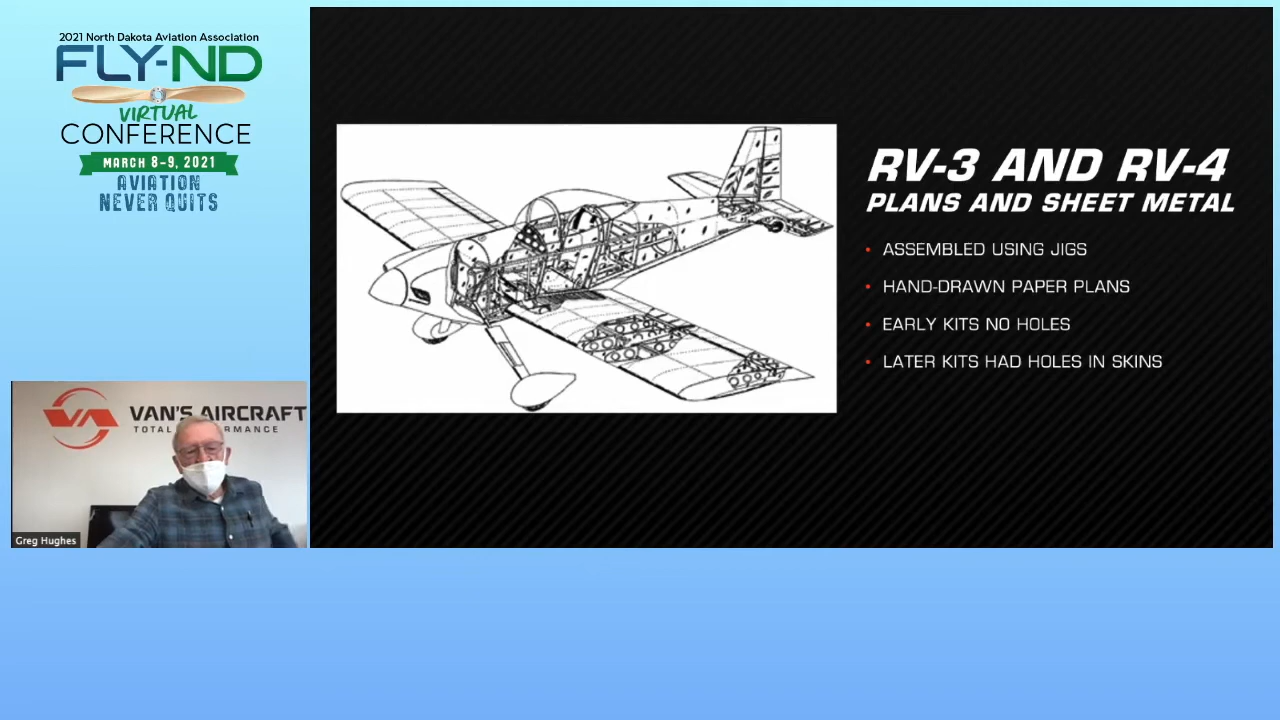 2021 North Dakota Aviation Association
FLY-ND
VIRTUAL
CONFERENCE
MARCH 8-9, 2021
AVIATION
NEVER QUITS
RV-3 AND RV-4
PLANS AND SHEET METAL
• ASSEMBLED USING JIGS
• HAND-DRAWN PAPER PLANS
• EARLY KITS NO HOLES
• LATER KITS HAD HOLES IN SKINS
VAN'S AIRCRAFT
TOTAL
Greg Hughes